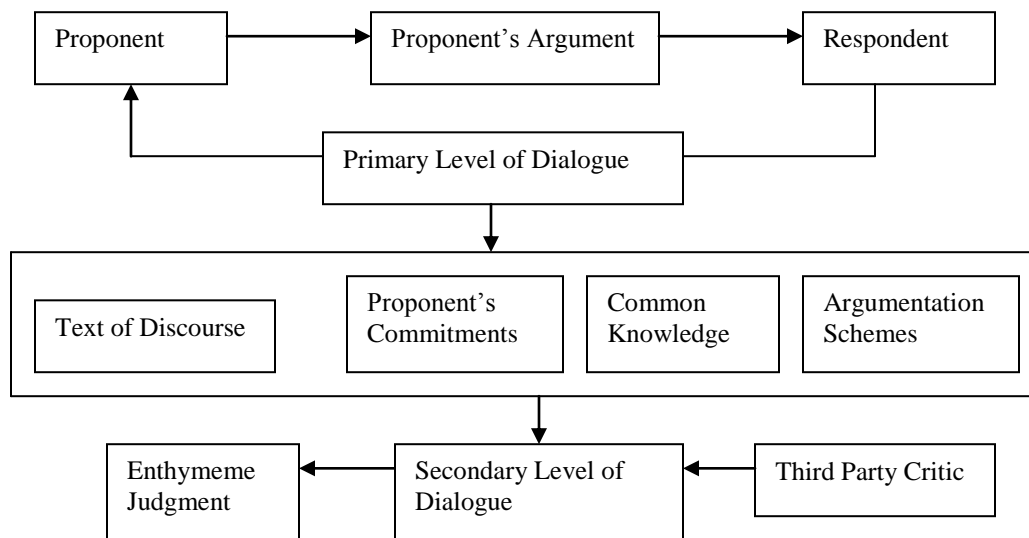 Proponent
Proponent’s Argument
Respondent
Primary Level of Dialogue
Text of Discourse
Proponent’s
Commitments
Common
Knowledge
Argumentation
Schemes
Enthymeme
Judgment
Secondary Level of
Dialogue
Third Party Critic